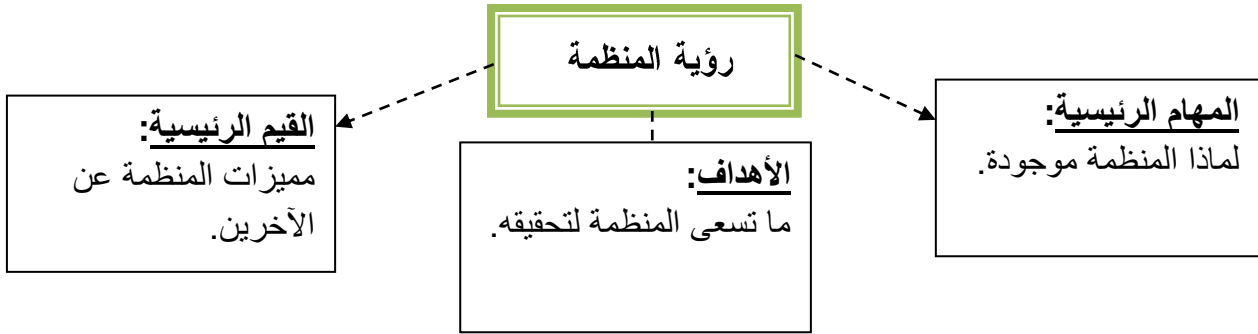 رؤية المنظمة
المهام الرئيسية:
لماذا المنظمة موجودة.
الأهداف:
ما تسعى المنظمة لتحقيقه.
القيم الرئيسية:
مميزات المنظمة عن
الآخرين.